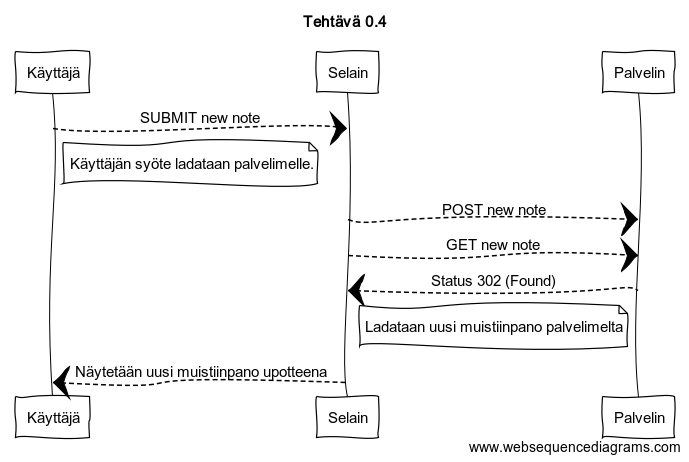 Tehtävä 0.4
Käyttäjä
Selain
Palvelin
SUBMIT new note
Käyttäjän syöte ladataan palvelimelle.
POST new note
GET new note
Status 302 (Found)
Ladataan uusi muistiinpano palvelimelta
Näytetään uusi muistiinpano upotteena
Käyttäjä
Selain
Palvelin
www.websequencediagrams.com